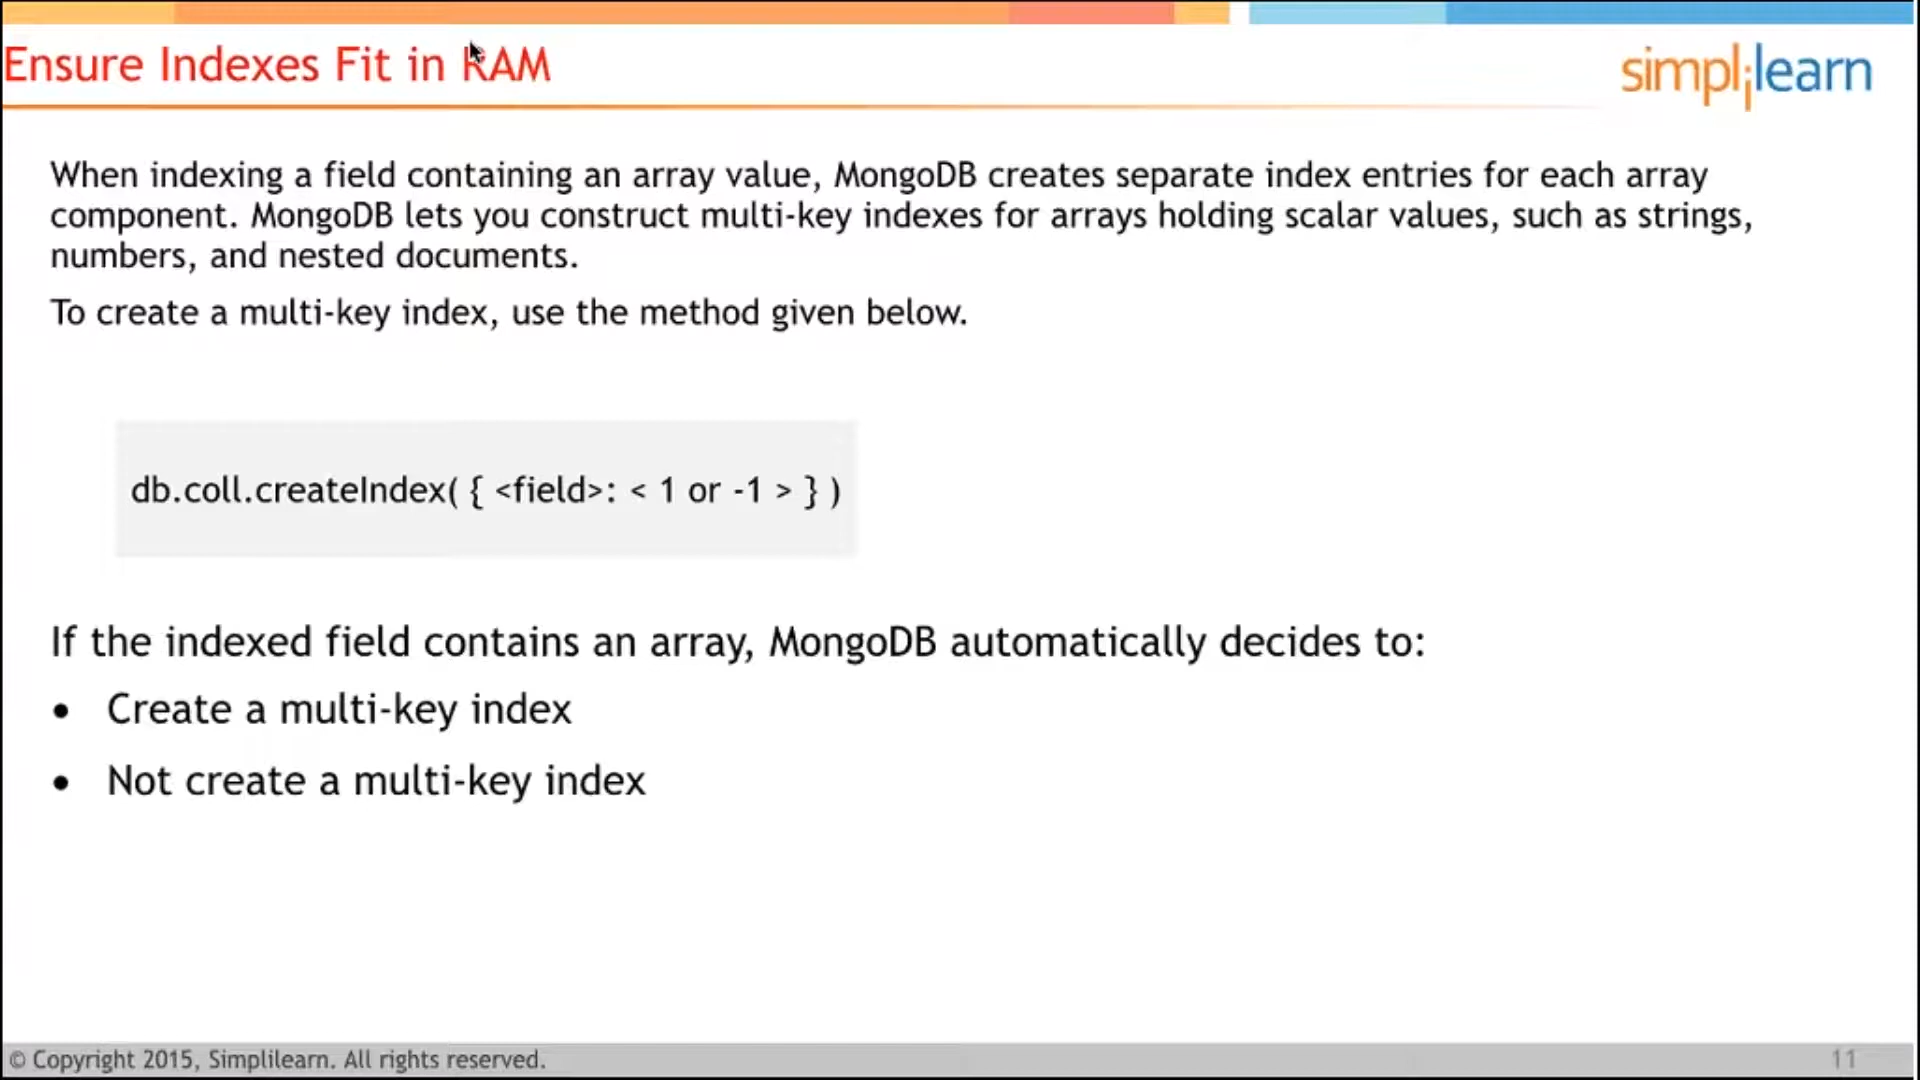 Ensure Indexes Fit in RAM
simplilearn
When indexing a field containing an array value, MongoDB creates separate index entries for each array
component. MongoDB lets you construct multi-key indexes for arrays holding scalar values, such as strings,
numbers, and nested documents.
To create a multi-key index, use the method given below.
db.coll.createIndex( { <field>: < 1 or -1 > } )
If the indexed field contains an array, MongoDB automatically decides to:
• Create a multi-key index
• Not create a multi-key index
© Copyright 2015, Simplilearn. All rights reserved.
11